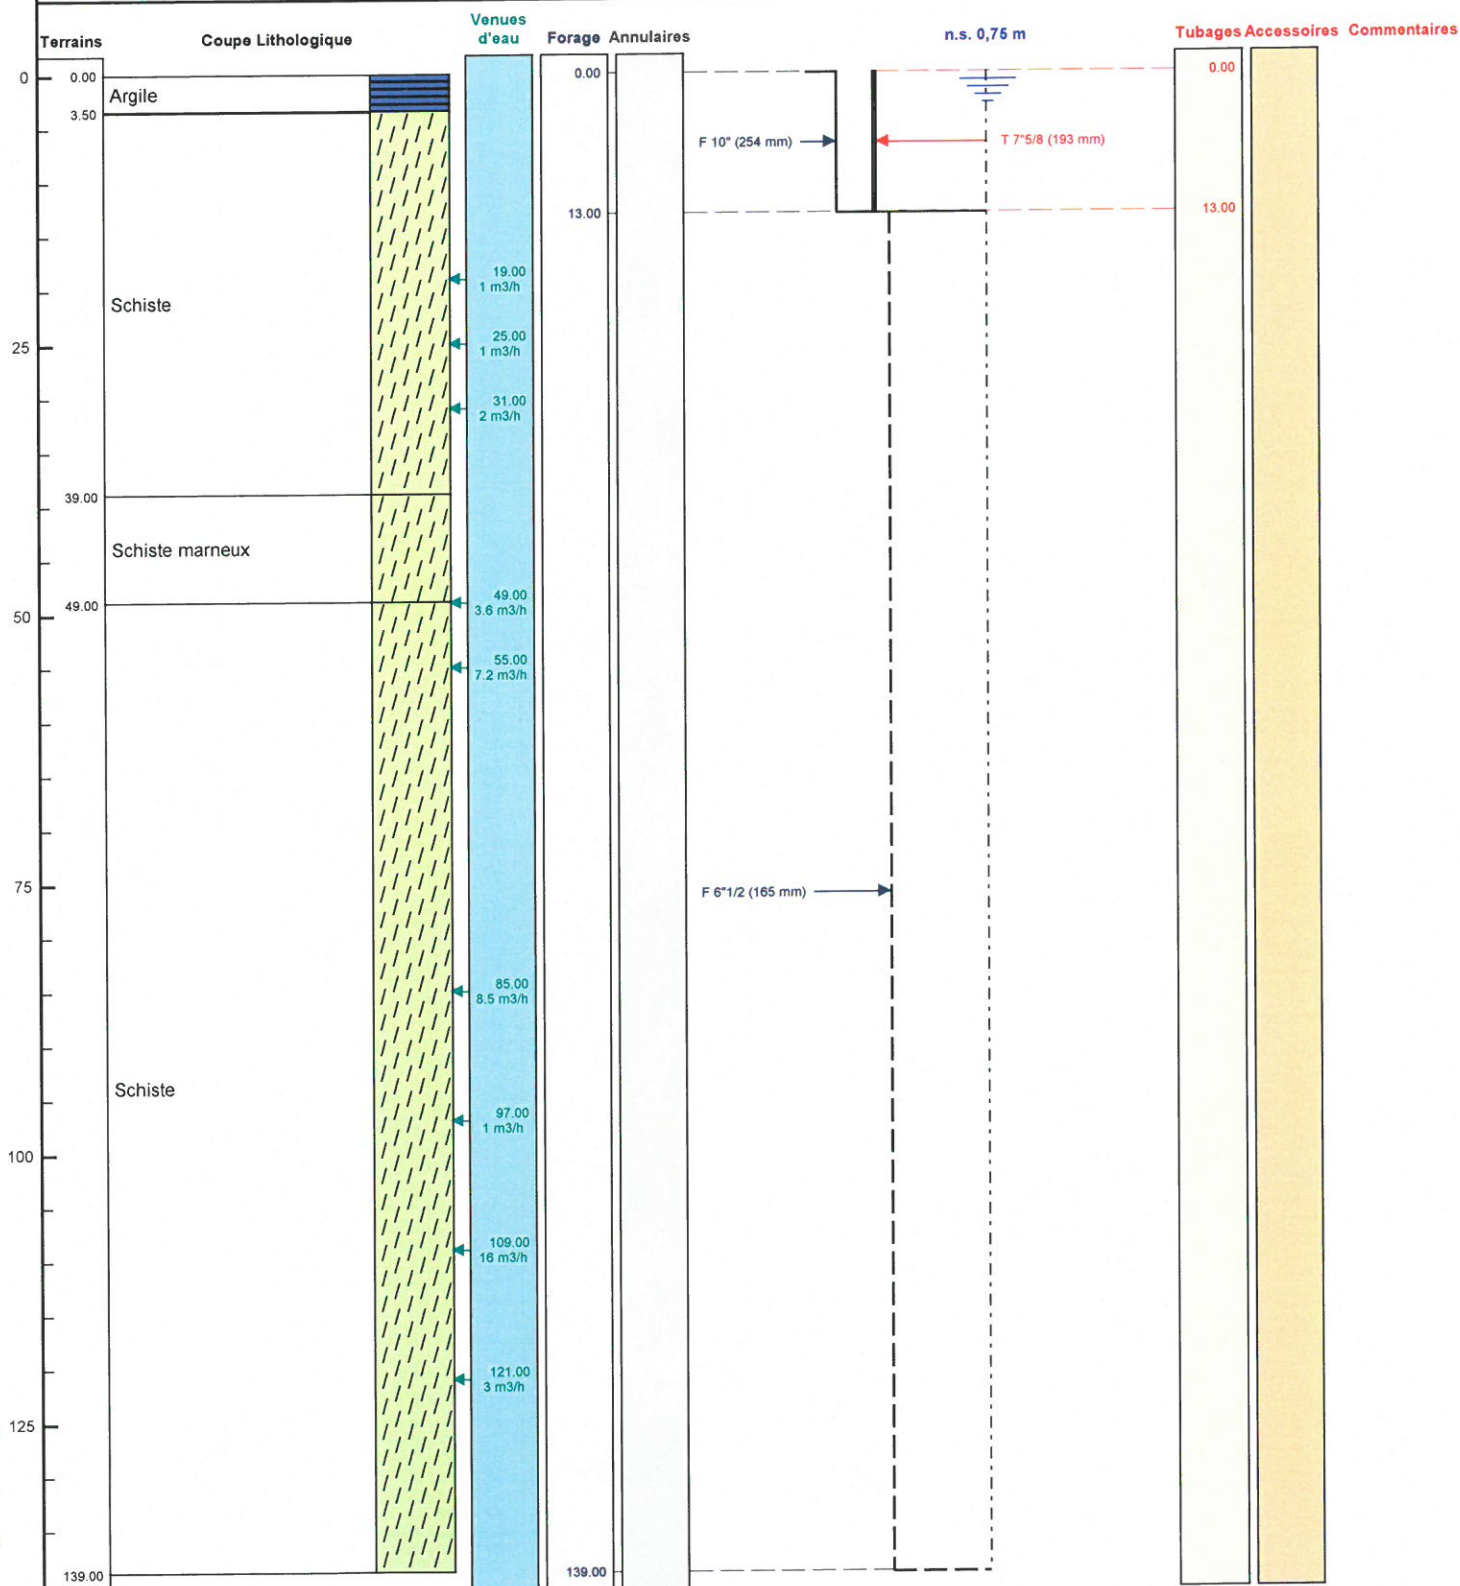 Terrains
Coupe Lithologique
Venues
d'eau
Forage
Annulaires
n.s. 0,75 m
Tubages
Accessoires
Commentaires
0
0.00
0.00
0.00
Argile
3.50
F 10" (254 mm)
T 7"5/8 (193 mm)
13.00
13.00
19.00
1 m3/h
Schiste
25
25.00
1 m3/h
31.00
2 m3/h
39.00
Schiste marneux
49.00
49.00
3.6 m3/h
50
55.00
7.2 m3/h
75
F 6"1/2 (165 mm)
85.00
8.5 m3/h
Schiste
97.00
1 m3/h
100
109.00
16 m3/h
121.00
3 m3/h
125
139.00
139.00